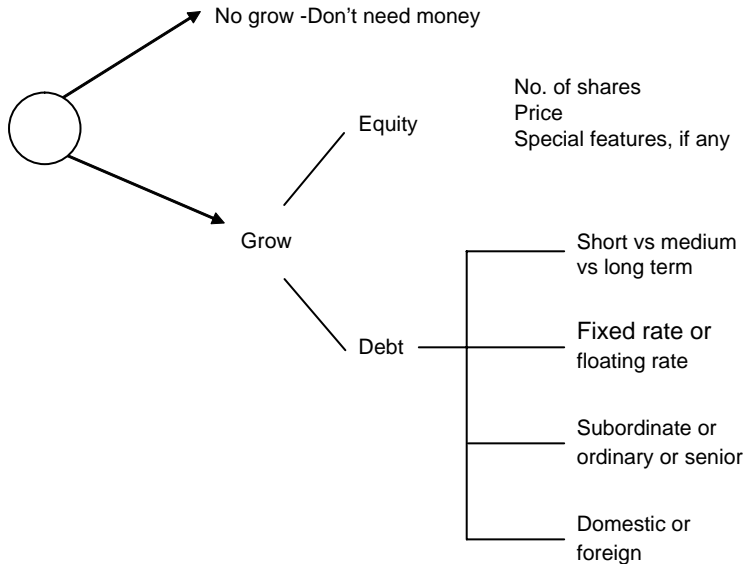 No grow -Don't need money
No. of shares
Price
Special features, if any
Equity
Grow
Short vs medium
vs long term
Debt
Fixed rate or
floating rate
Subordinate or
ordinary or senior
Domestic or
foreign